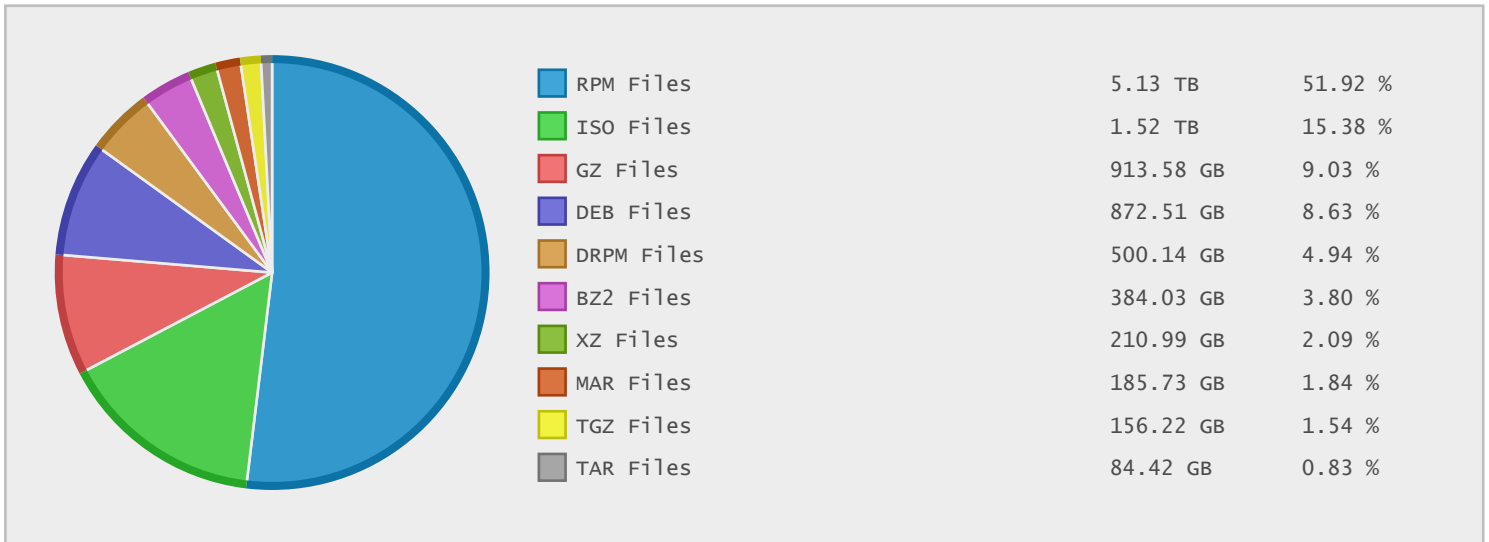 RPM Files 5.13 TB 51.92 %
ISO Files 1.52 TB 15.38 %
GZ Files 913.58 GB 9.03 %
DEB Files 872.51 GB 8.63 %
DRPM Files 500.14 GB 4.94 %
BZ2 Files 384.03 GB 3.80 %
XZ Files 210.99 GB 2.09 %
MAR Files 185.73 GB 1.84 %
TGZ Files 156.22 GB 1.54 %
TAR Files 84.42 GB 0.83 %